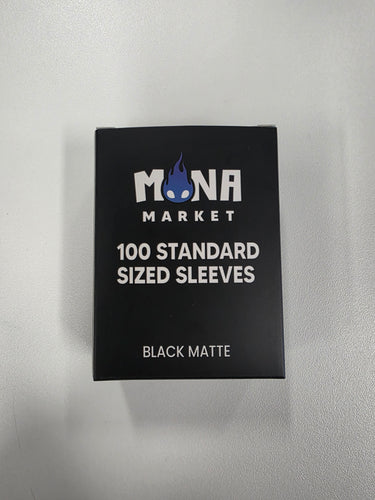 MANA
MARKET
100 STANDARD
SIZED SLEEVES
BLACK MATTE